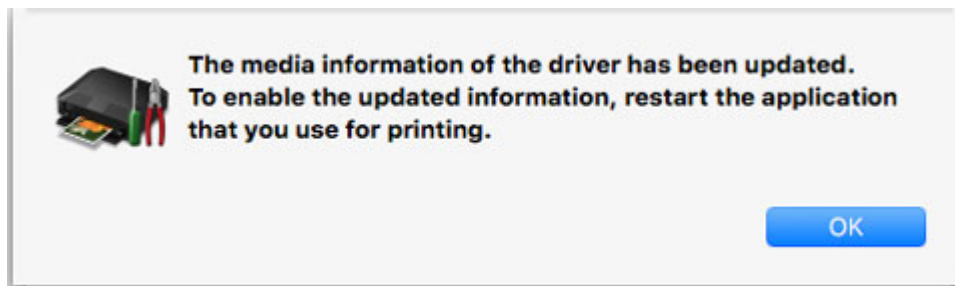 The media information of the driver has been updated.
To enable the updated information, restart the application
that you use for printing.
OK